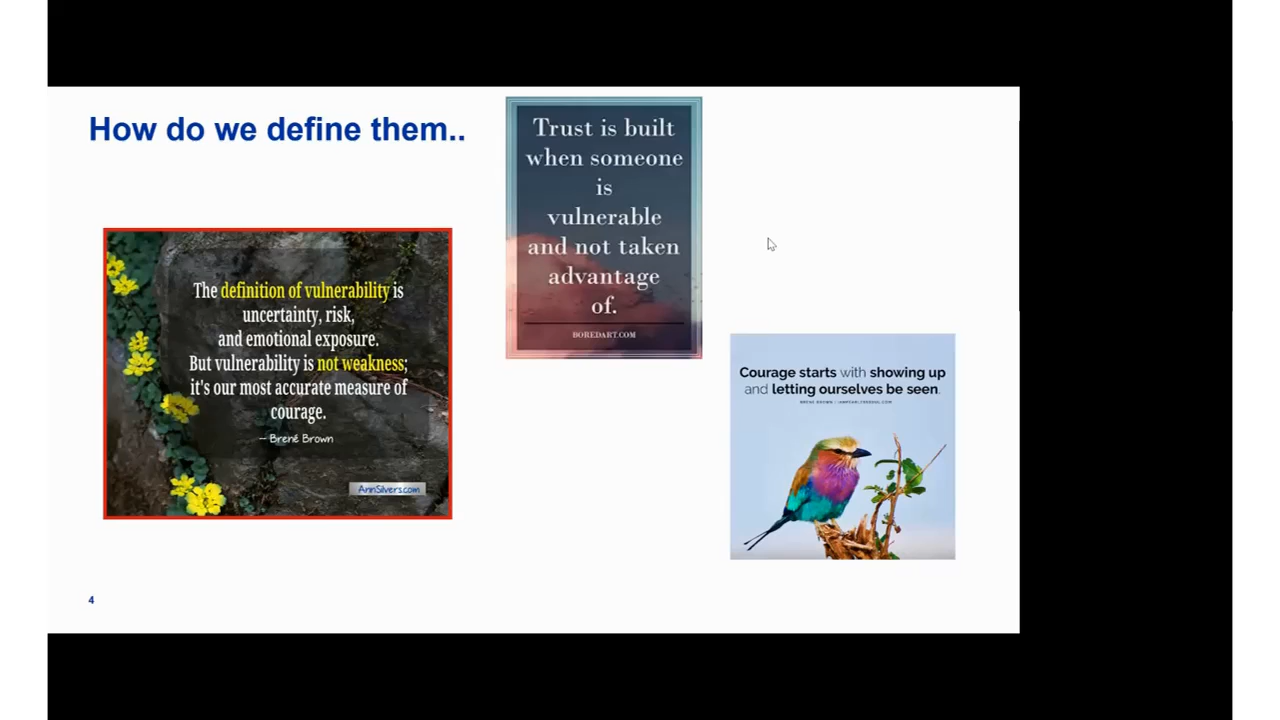 How do we define them..
Trust is built
when someone
is
vulnerable
and not taken
advantage
of.
BOREDART.COM
The definition of vulnerability is
uncertainty, risk,
and emotional exposure.
But vulnerability is not weakness;
it's our most accurate measure of
courage.
– Brené Brown
AnnSilvers.com
Courage starts with showing up
and letting ourselves be seen.
BRENE BROWN |
4